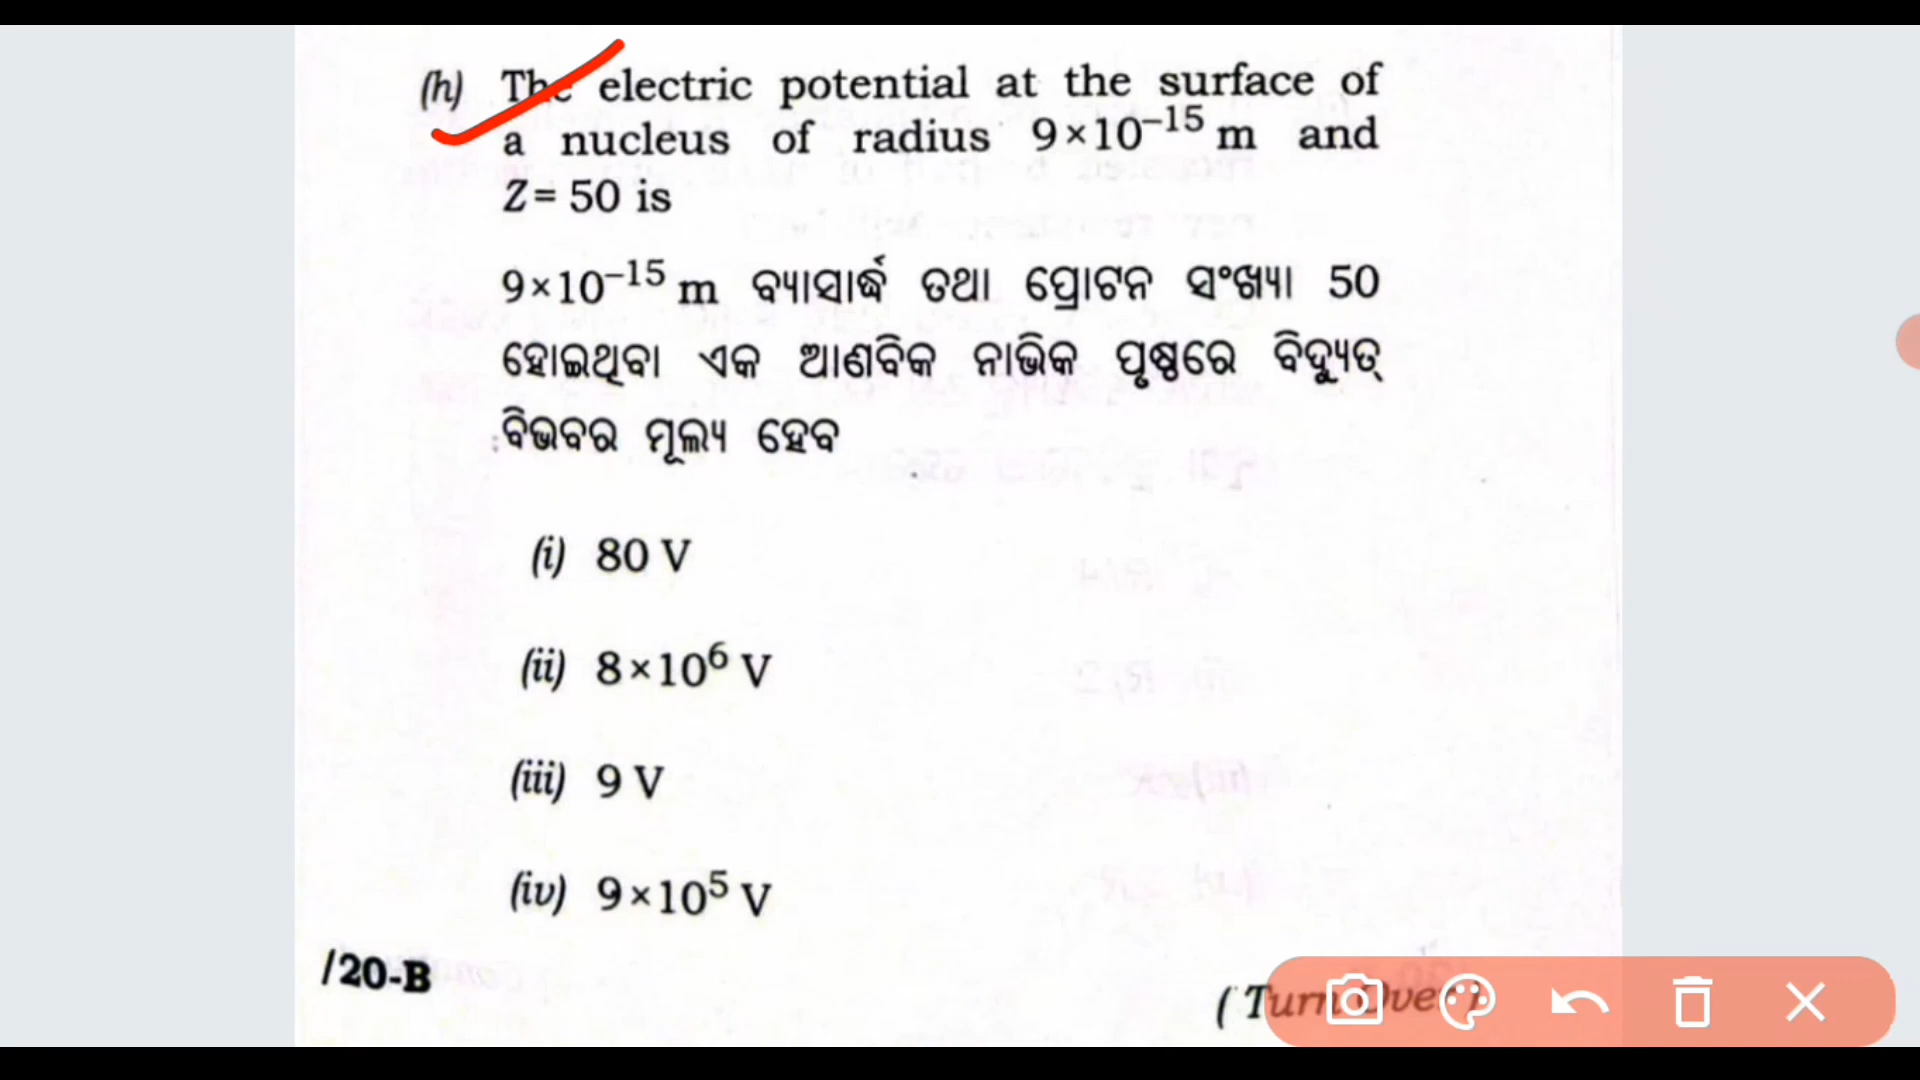 (h) The electric potential at the surface of
a nucleus of radius 9×10⁻¹⁵ m and
Z = 50 is
9×10⁻¹⁵ m ବ୍ୟାସାର୍ଦ୍ଧ ତଥା ପ୍ରୋଟନ ସଂଖ୍ୟା 50
ହୋଇଥିବା ଏକ ଆଣବିକ ନାଭିକ ପୃଷ୍ଠରେ ବିଦ୍ୟୁତ୍
ବିଭବର ମୂଲ୍ୟ ହେବ
(i) 80 V
(ii) 8×10⁶ V
(iii) 9 V
(iv) 9×10⁵ V
/20-B
( Turn Over )